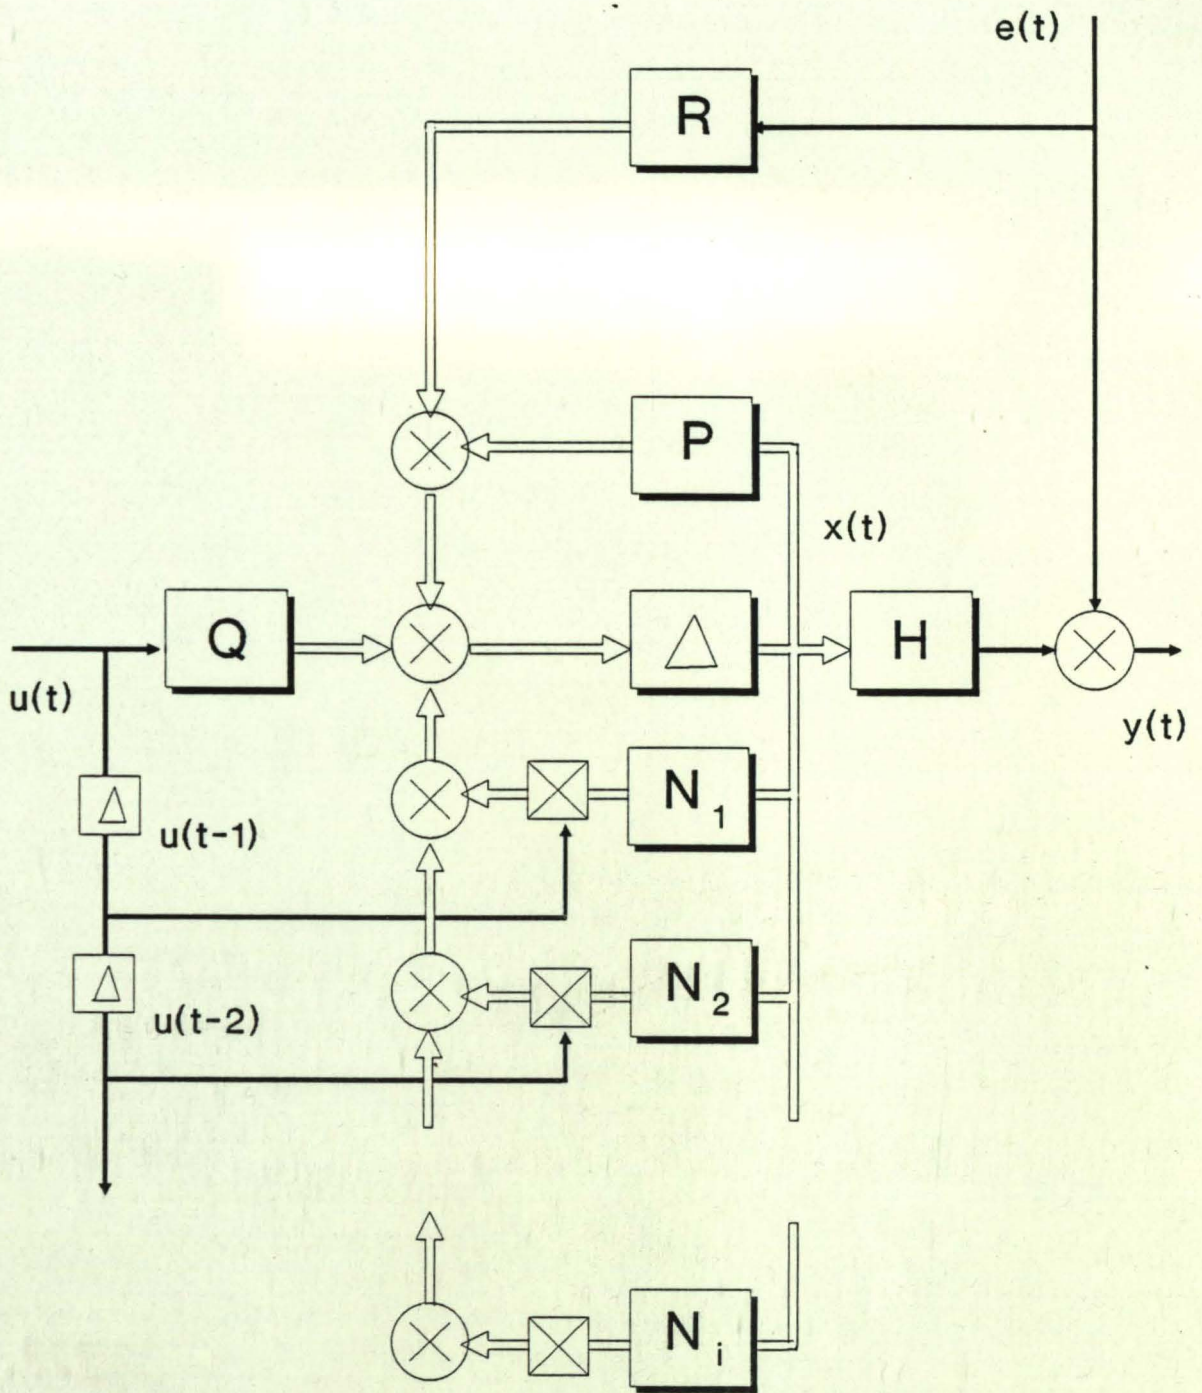 e(t)
R
P
x(t)
Q
Δ
H
u(t)
y(t)
Δ
u(t-1)
N₁
Δ
u(t-2)
N₂
Nᵢ